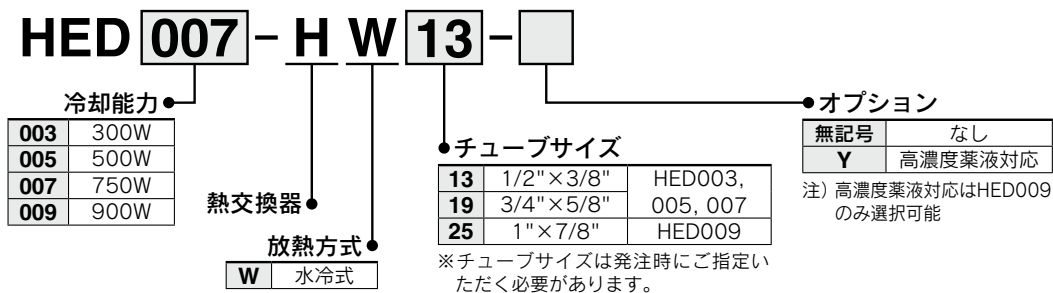 HED 007 - H W 13 -
冷却能力
003 300W
005 500W
007 750W
009 900W
熱交換器
放熱方式
W 水冷式
チューブサイズ
13 1/2"×3/8" HED003,
19 3/4"×5/8" 005, 007
25 1"×7/8" HED009
※チューブサイズは発注時にご指定い
ただく必要があります。
オプション
無記号 なし
Y 高濃度薬液対応
注) 高濃度薬液対応はHED009
のみ選択可能